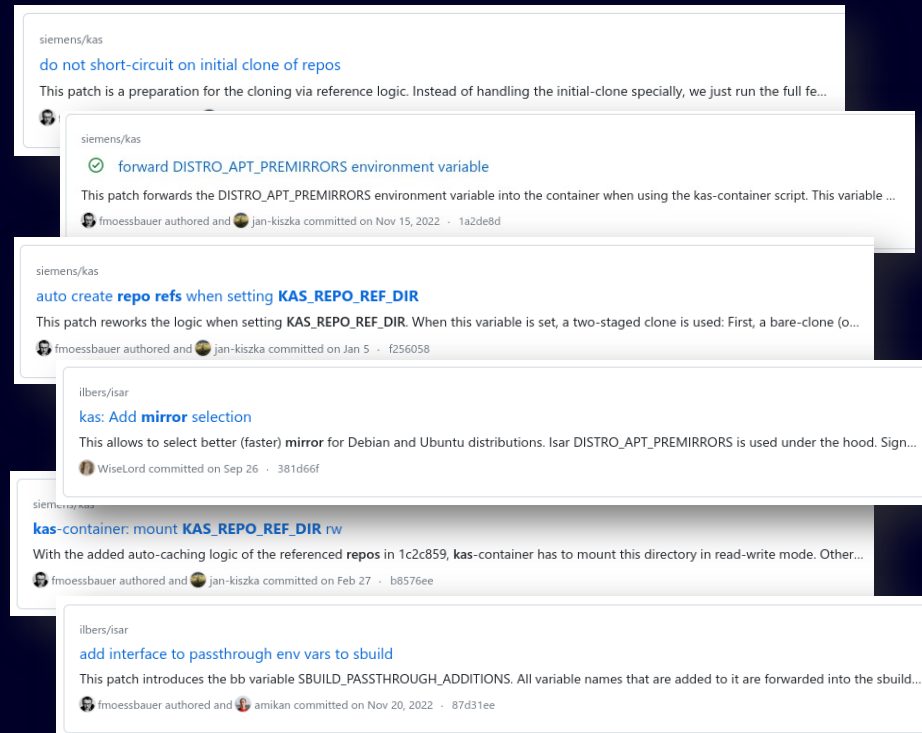 siemens/kas
do not short-circuit on initial clone of repos
This patch is a preparation for the cloning via reference logic. Instead of handling the initial-clone specially, we just run the full fe...
siemens/kas
forward DISTRO_APT_PREMIRRORS environment variable
This patch forwards the DISTRO_APT_PREMIRRORS environment variable into the container when using the kas-container script. This variable ...
fmoessbauer authored and jan-kiszka committed on Nov 15, 2022 · 1a2de8d
siemens/kas
auto create repo refs when setting KAS_REPO_REF_DIR
This patch reworks the logic when setting KAS_REPO_REF_DIR. When this variable is set, a two-staged clone is used: First, a bare-clone (o...
fmoessbauer authored and jan-kiszka committed on Jan 5 · f256058
ilbers/isar
kas: Add mirror selection
This allows to select better (faster) mirror for Debian and Ubuntu distributions. Isar DISTRO_APT_PREMIRRORS is used under the hood. Sign...
WiseLord committed on Sep 26 · 381d66f
siemens/kas
kas-container: mount KAS_REPO_REF_DIR rw
With the added auto-caching logic of the referenced repos in 1c2c859, kas-container has to mount this directory in read-write mode. Other...
fmoessbauer authored and jan-kiszka committed on Feb 27 · b8576ee
ilbers/isar
add interface to passthrough env vars to sbuild
This patch introduces the bb variable SBUILD_PASSTHROUGH_ADDITIONS. All variable names that are added to it are forwarded into the sbuild...
fmoessbauer authored and amikan committed on Nov 20, 2022 · 87d31ee